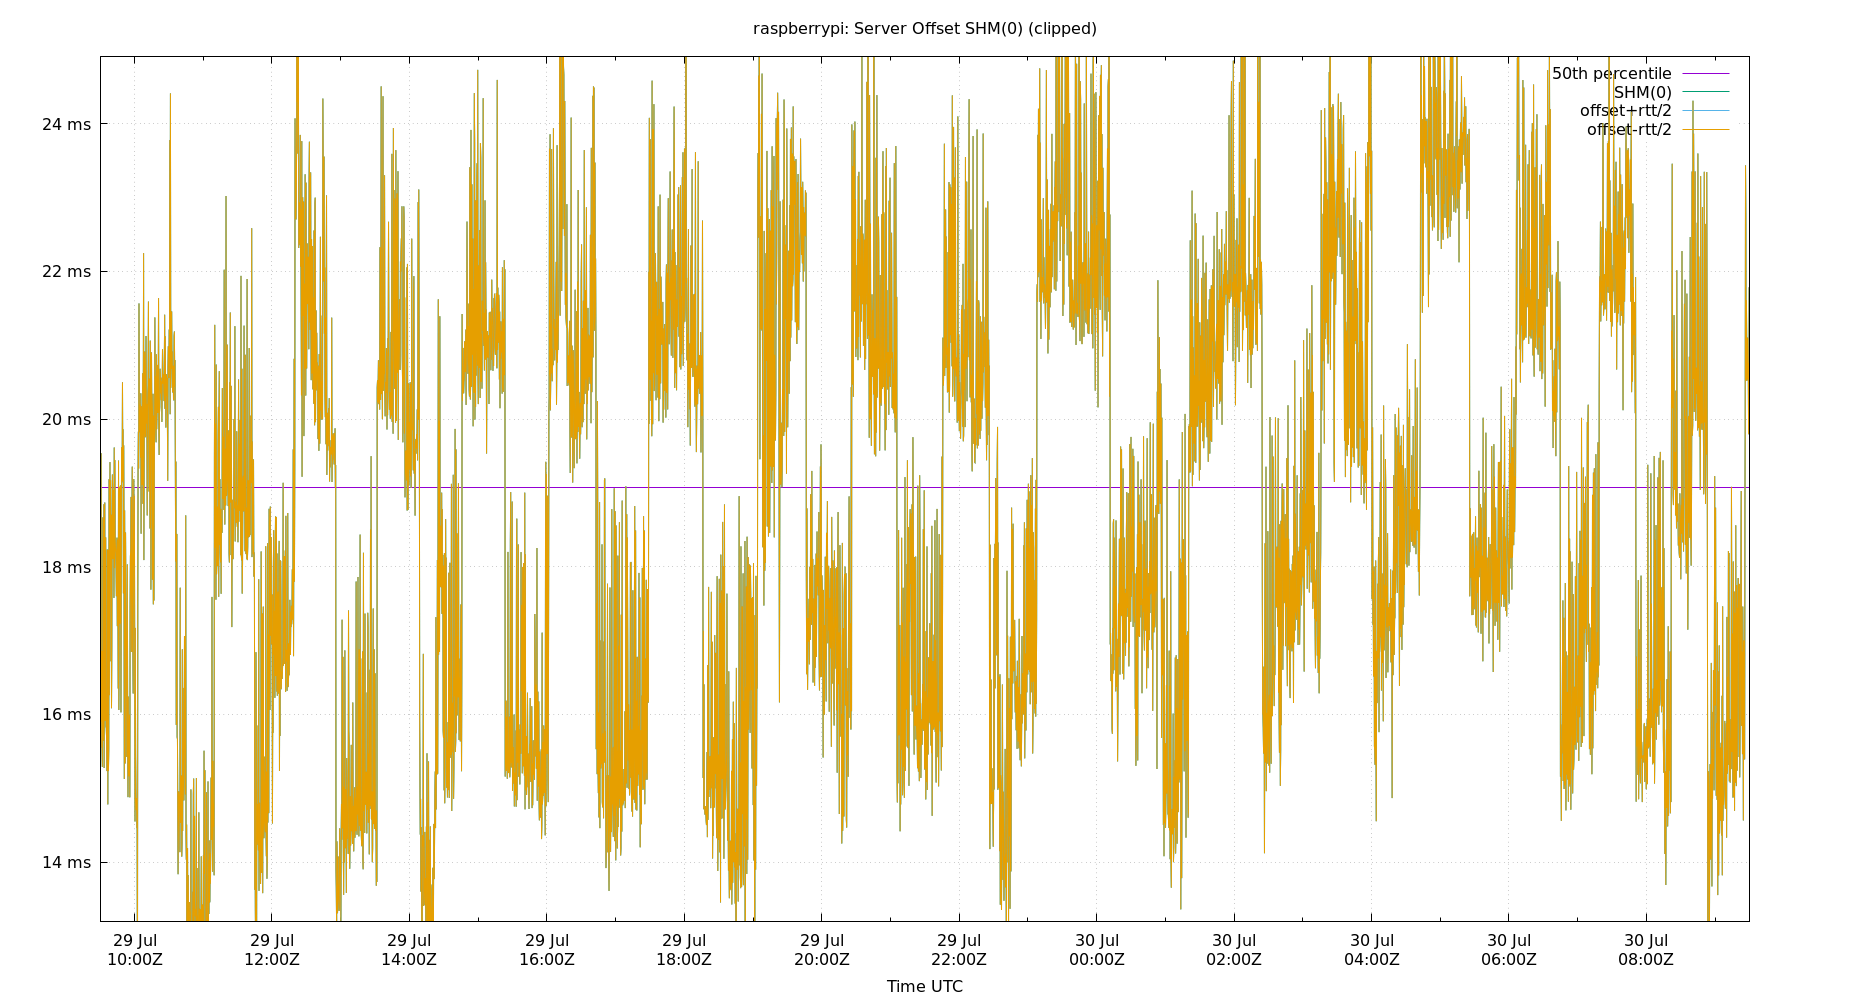 raspberrypi: Server Offset SHM(0) (clipped)
50th percentile
SHM(0)
offset+rtt/2
offset-rtt/2
24 ms
22 ms
20 ms
18 ms
16 ms
14 ms
29 Jul 29 Jul 29 Jul 29 Jul 29 Jul 29 Jul 29 Jul 30 Jul 30 Jul 30 Jul 30 Jul 30 Jul
10:00Z 12:00Z 14:00Z 16:00Z 18:00Z 20:00Z 22:00Z 00:00Z 02:00Z 04:00Z 06:00Z 08:00Z
Time UTC